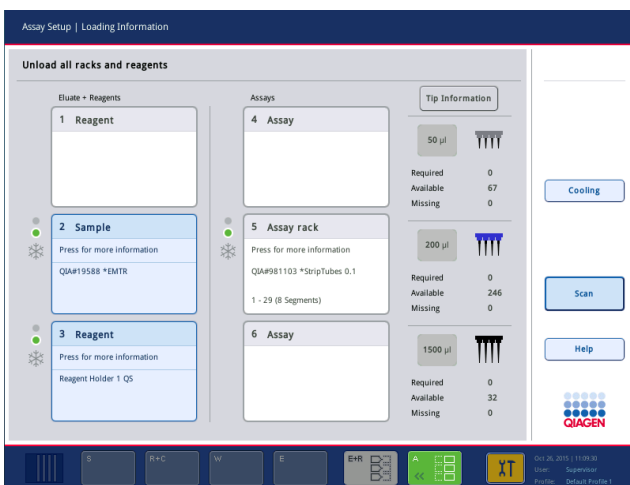 Assay Setup | Loading Information
Unload all racks and reagents
Eluate + Reagents
Assays
Tip Information
1 Reagent
4 Assay
50 µl
Required 0
Available 67
Missing 0
Cooling
2 Sample
Press for more information
QIA#19588 *EMTR
5 Assay rack
Press for more information
QIA#981103 *StripTubes 0.1
1 - 29 (8 Segments)
200 µl
Required 0
Available 246
Missing 0
Scan
3 Reagent
Press for more information
Reagent Holder 1 QS
6 Assay
1500 µl
Required 0
Available 32
Missing 0
Help
QIAGEN
S
R+C
W
E
E+R
A
Oct 26, 2015 | 11:09:30
User: Supervisor
Profile: Default Profile 1